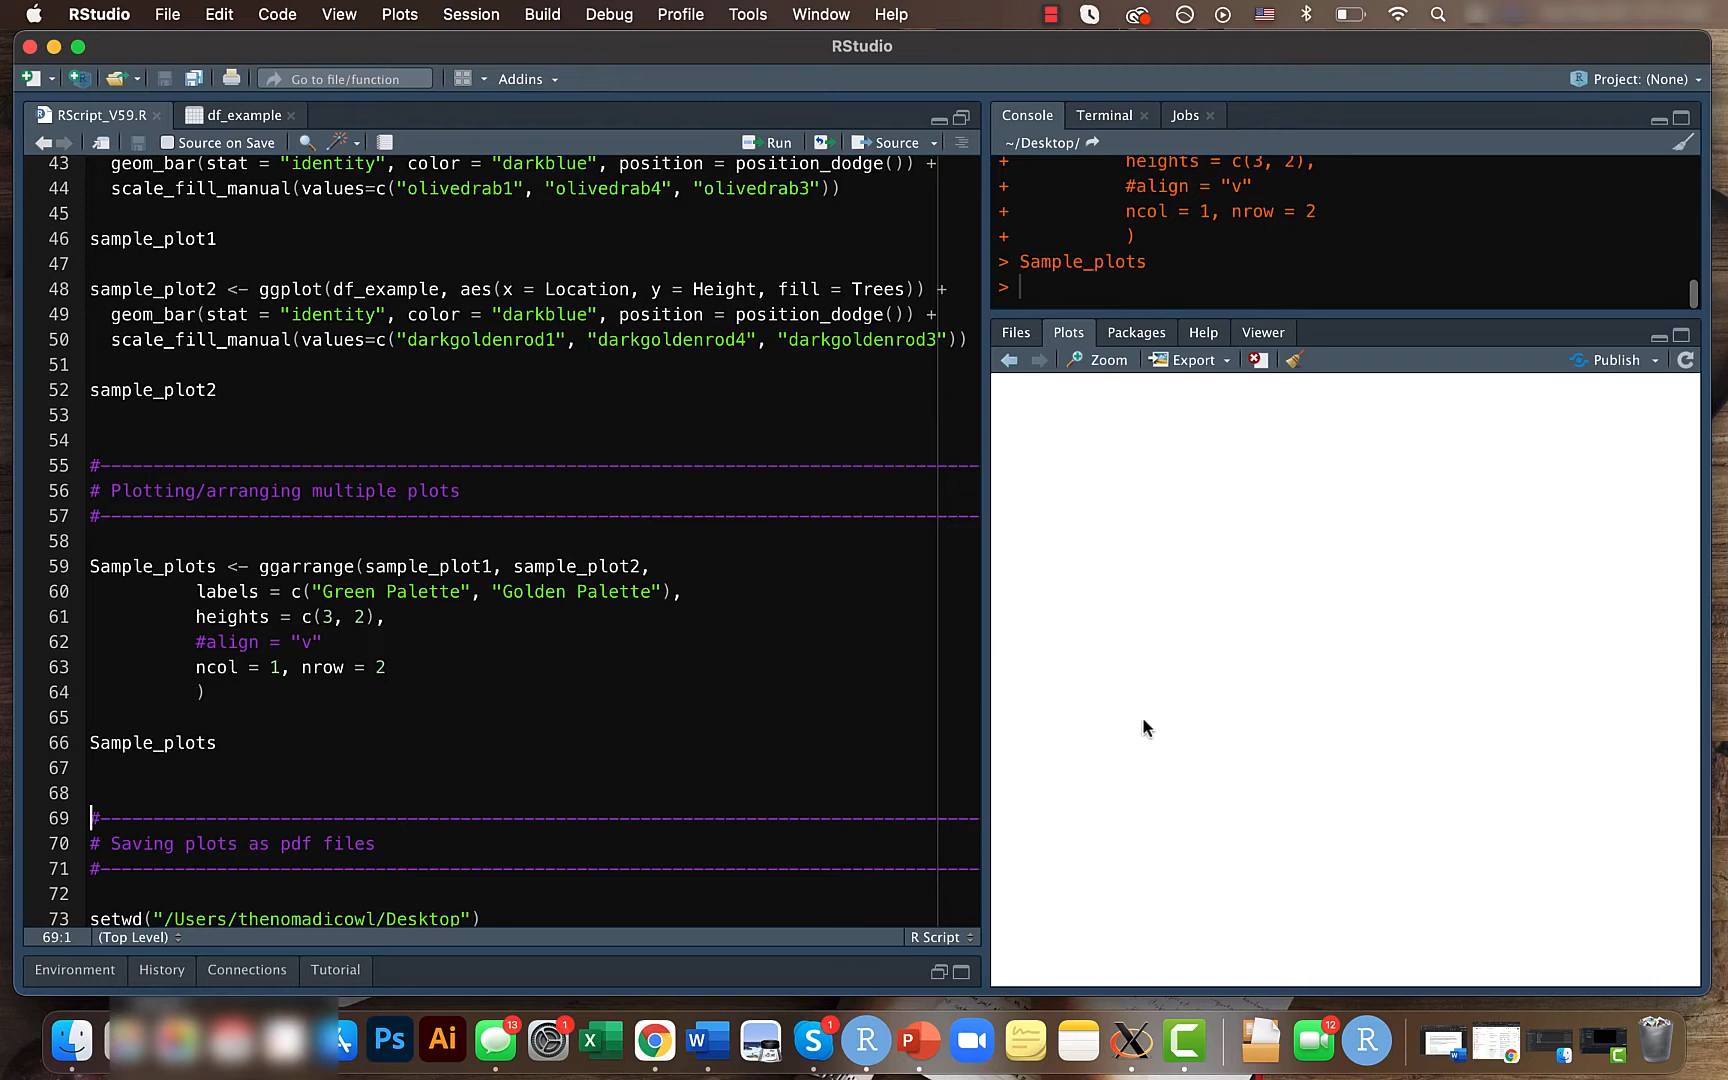 RStudio File Edit Code View Plots Session Build Debug Profile Tools Window Help
RStudio
Go to file/function Addins Project: (None)
RScript_V59.R df_example
Source on Save Run Source
43 geom_bar(stat = "identity", color = "darkblue", position = position_dodge()) +
44 scale_fill_manual(values=c("olivedrab1", "olivedrab4", "olivedrab3"))
45
46 sample_plot1
47
48 sample_plot2 <- ggplot(df_example, aes(x = Location, y = Height, fill = Trees)) +
49 geom_bar(stat = "identity", color = "darkblue", position = position_dodge()) +
50 scale_fill_manual(values=c("darkgoldenrod1", "darkgoldenrod4", "darkgoldenrod3"))
51
52 sample_plot2
53
54
55 #------------------------------------------------------------------------------------
56 # Plotting/arranging multiple plots
57 #------------------------------------------------------------------------------------
58
59 Sample_plots <- ggarrange(sample_plot1, sample_plot2,
60 labels = c("Green Palette", "Golden Palette"),
61 heights = c(3, 2),
62 #align = "v"
63 ncol = 1, nrow = 2
64 )
65
66 Sample_plots
67
68
69 #------------------------------------------------------------------------------------
70 # Saving plots as pdf files
71 #------------------------------------------------------------------------------------
72
73 setwd("/Users/thenomadicowl/Desktop")
69:1 (Top Level) R Script
Environment History Connections Tutorial
Console Terminal Jobs
~/Desktop/
+ heights = c(3, 2),
+ #align = "v"
+ ncol = 1, nrow = 2
+ )
> Sample_plots
>
Files Plots Packages Help Viewer
Zoom Export Publish
Ps Ai 13 1 X W S 1 R P 12 R